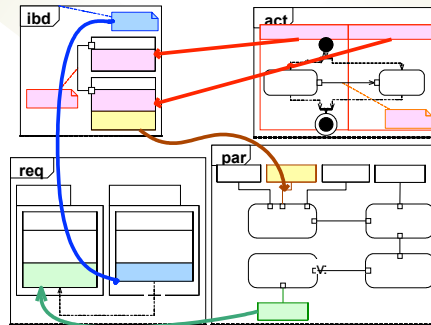 ibd
act
req
par
v.